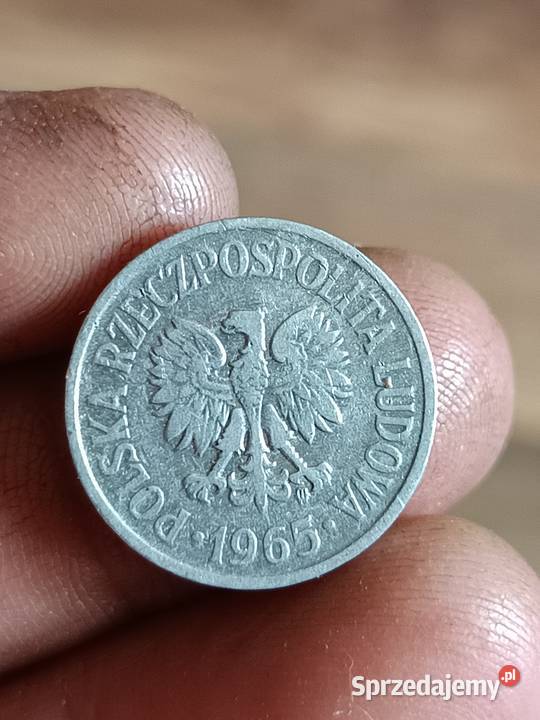 POLSKA RZECZPOSPOLITA LUDOWA
·1965·
Sprzedajemy.pl